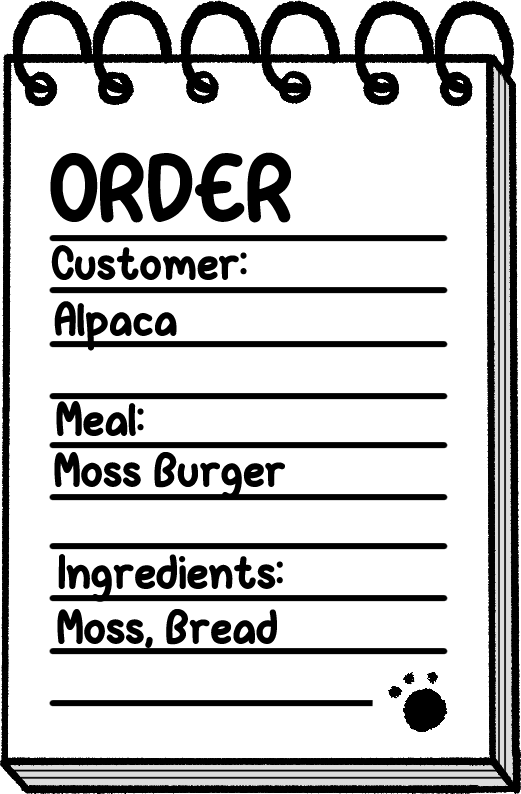 ORDER
Customer:
Alpaca
Meal:
Moss Burger
Ingredients:
Moss, Bread